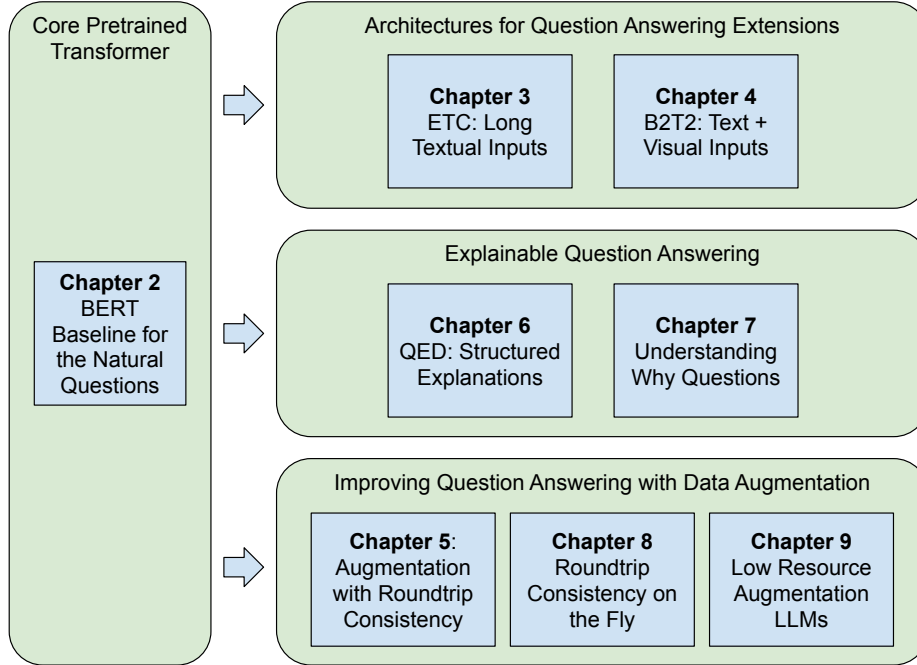 Core Pretrained
Transformer
Chapter 2
BERT
Baseline for
the Natural
Questions
Architectures for Question Answering Extensions
Chapter 3
ETC: Long
Textual Inputs
Chapter 4
B2T2: Text +
Visual Inputs
Explainable Question Answering
Chapter 6
QED: Structured
Explanations
Chapter 7
Understanding
Why Questions
Improving Question Answering with Data Augmentation
Chapter 5:
Augmentation
with Roundtrip
Consistency
Chapter 8
Roundtrip
Consistency on
the Fly
Chapter 9
Low Resource
Augmentation
LLMs